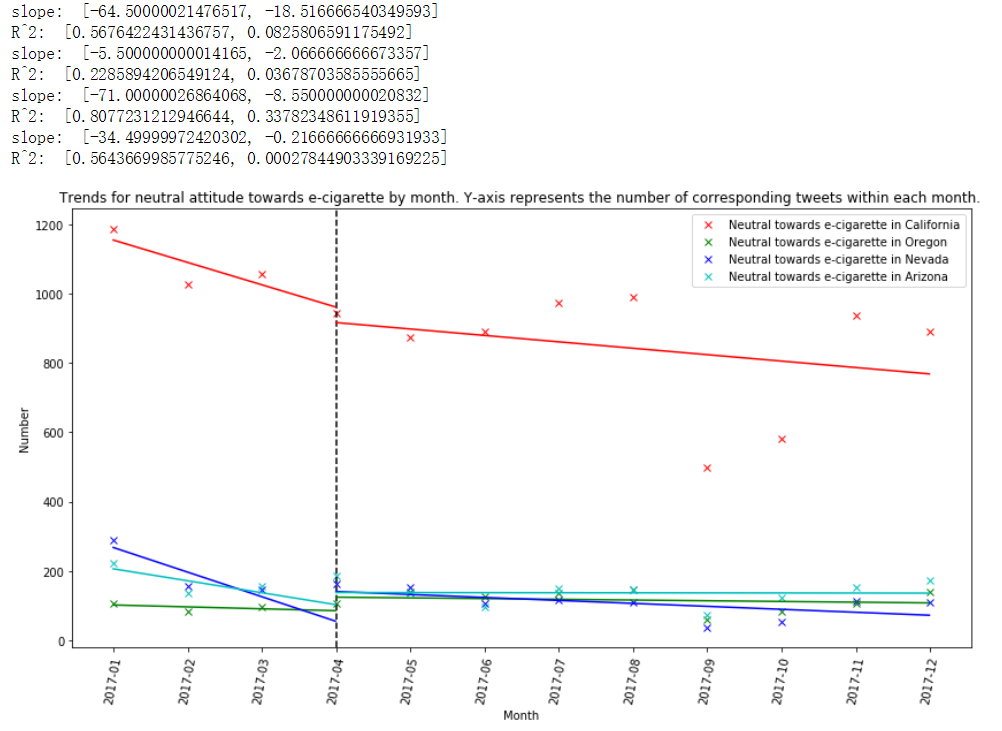 slope:  [-64.50000021476517, -18.516666540349593]
R^2:  [0.5676422431436757, 0.0825806591175492]
slope:  [-5.500000000014165, -2.066666666673357]
R^2:  [0.2285894206549124, 0.03678703585555665]
slope:  [-71.00000026864068, -8.550000000020832]
R^2:  [0.8077231212946644, 0.33782348611919355]
slope:  [-34.49999972420302, -0.21666666666931933]
R^2:  [0.5643669985775246, 0.00027844903339169225]
Trends for neutral attitude towards e-cigarette by month. Y-axis represents the number of corresponding tweets within each month.
Neutral towards e-cigarette in California
Neutral towards e-cigarette in Oregon
Neutral towards e-cigarette in Nevada
Neutral towards e-cigarette in Arizona
1200
1000
800
600
400
200
0
Number
2017-01
2017-02
2017-03
2017-04
2017-05
2017-06
2017-07
2017-08
2017-09
2017-10
2017-11
2017-12
Month